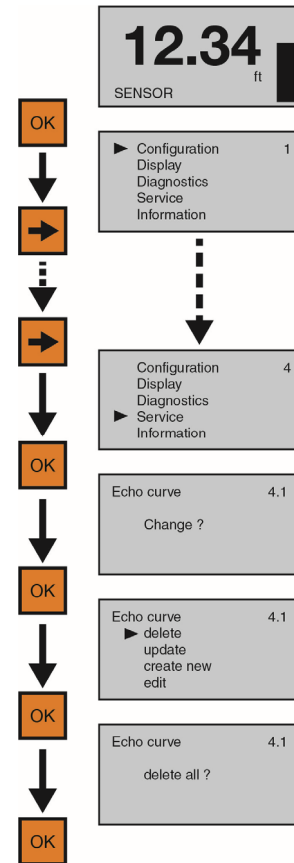 12.34
ft
SENSOR
OK
Configuration 1
Display
Diagnostics
Service
Information
Configuration 4
Display
Diagnostics
Service
Information
OK
Echo curve 4.1
Change ?
OK
Echo curve 4.1
delete
update
create new
edit
OK
Echo curve 4.1
delete all ?
OK